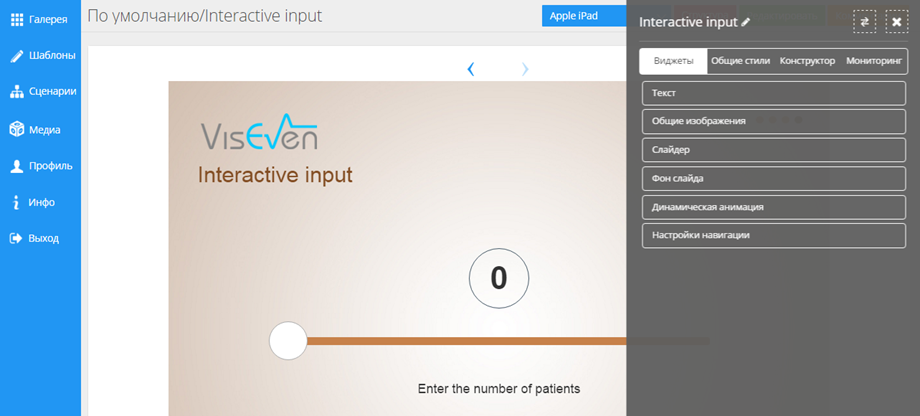 Галерея
Шаблоны
Сценарии
Медиа
Профиль
Инфо
Выход
По умолчанию/Interactive input
Apple iPad
VisEven
Interactive input
0
Enter the number of patients
Interactive input
Виджеты Общие стили Конструктор Мониторинг
Текст
Общие изображения
Слайдер
Фон слайда
Динамическая анимация
Настройки навигации